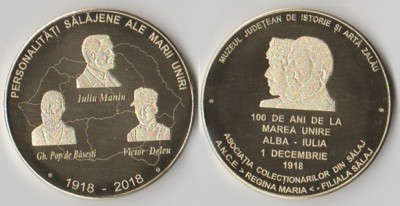 PERSONALITĂȚI SĂLĂJENE ALE MARII UNIRI
Iuliu Maniu
Gh. Pop de Băsești
Victor Deleu
* 1918 - 2018 *
MUZEUL JUDEȚEAN DE ISTORIE ȘI ARTĂ ZALĂU
100 DE ANI DE LA
MAREA UNIRE
ALBA - IULIA
1 DECEMBRIE
1918
* ASOCIAȚIA COLECȚIONARILOR DIN SĂLAJ *
A.N.C.E > REGINA MARIA < - FILIALA SĂLAJ